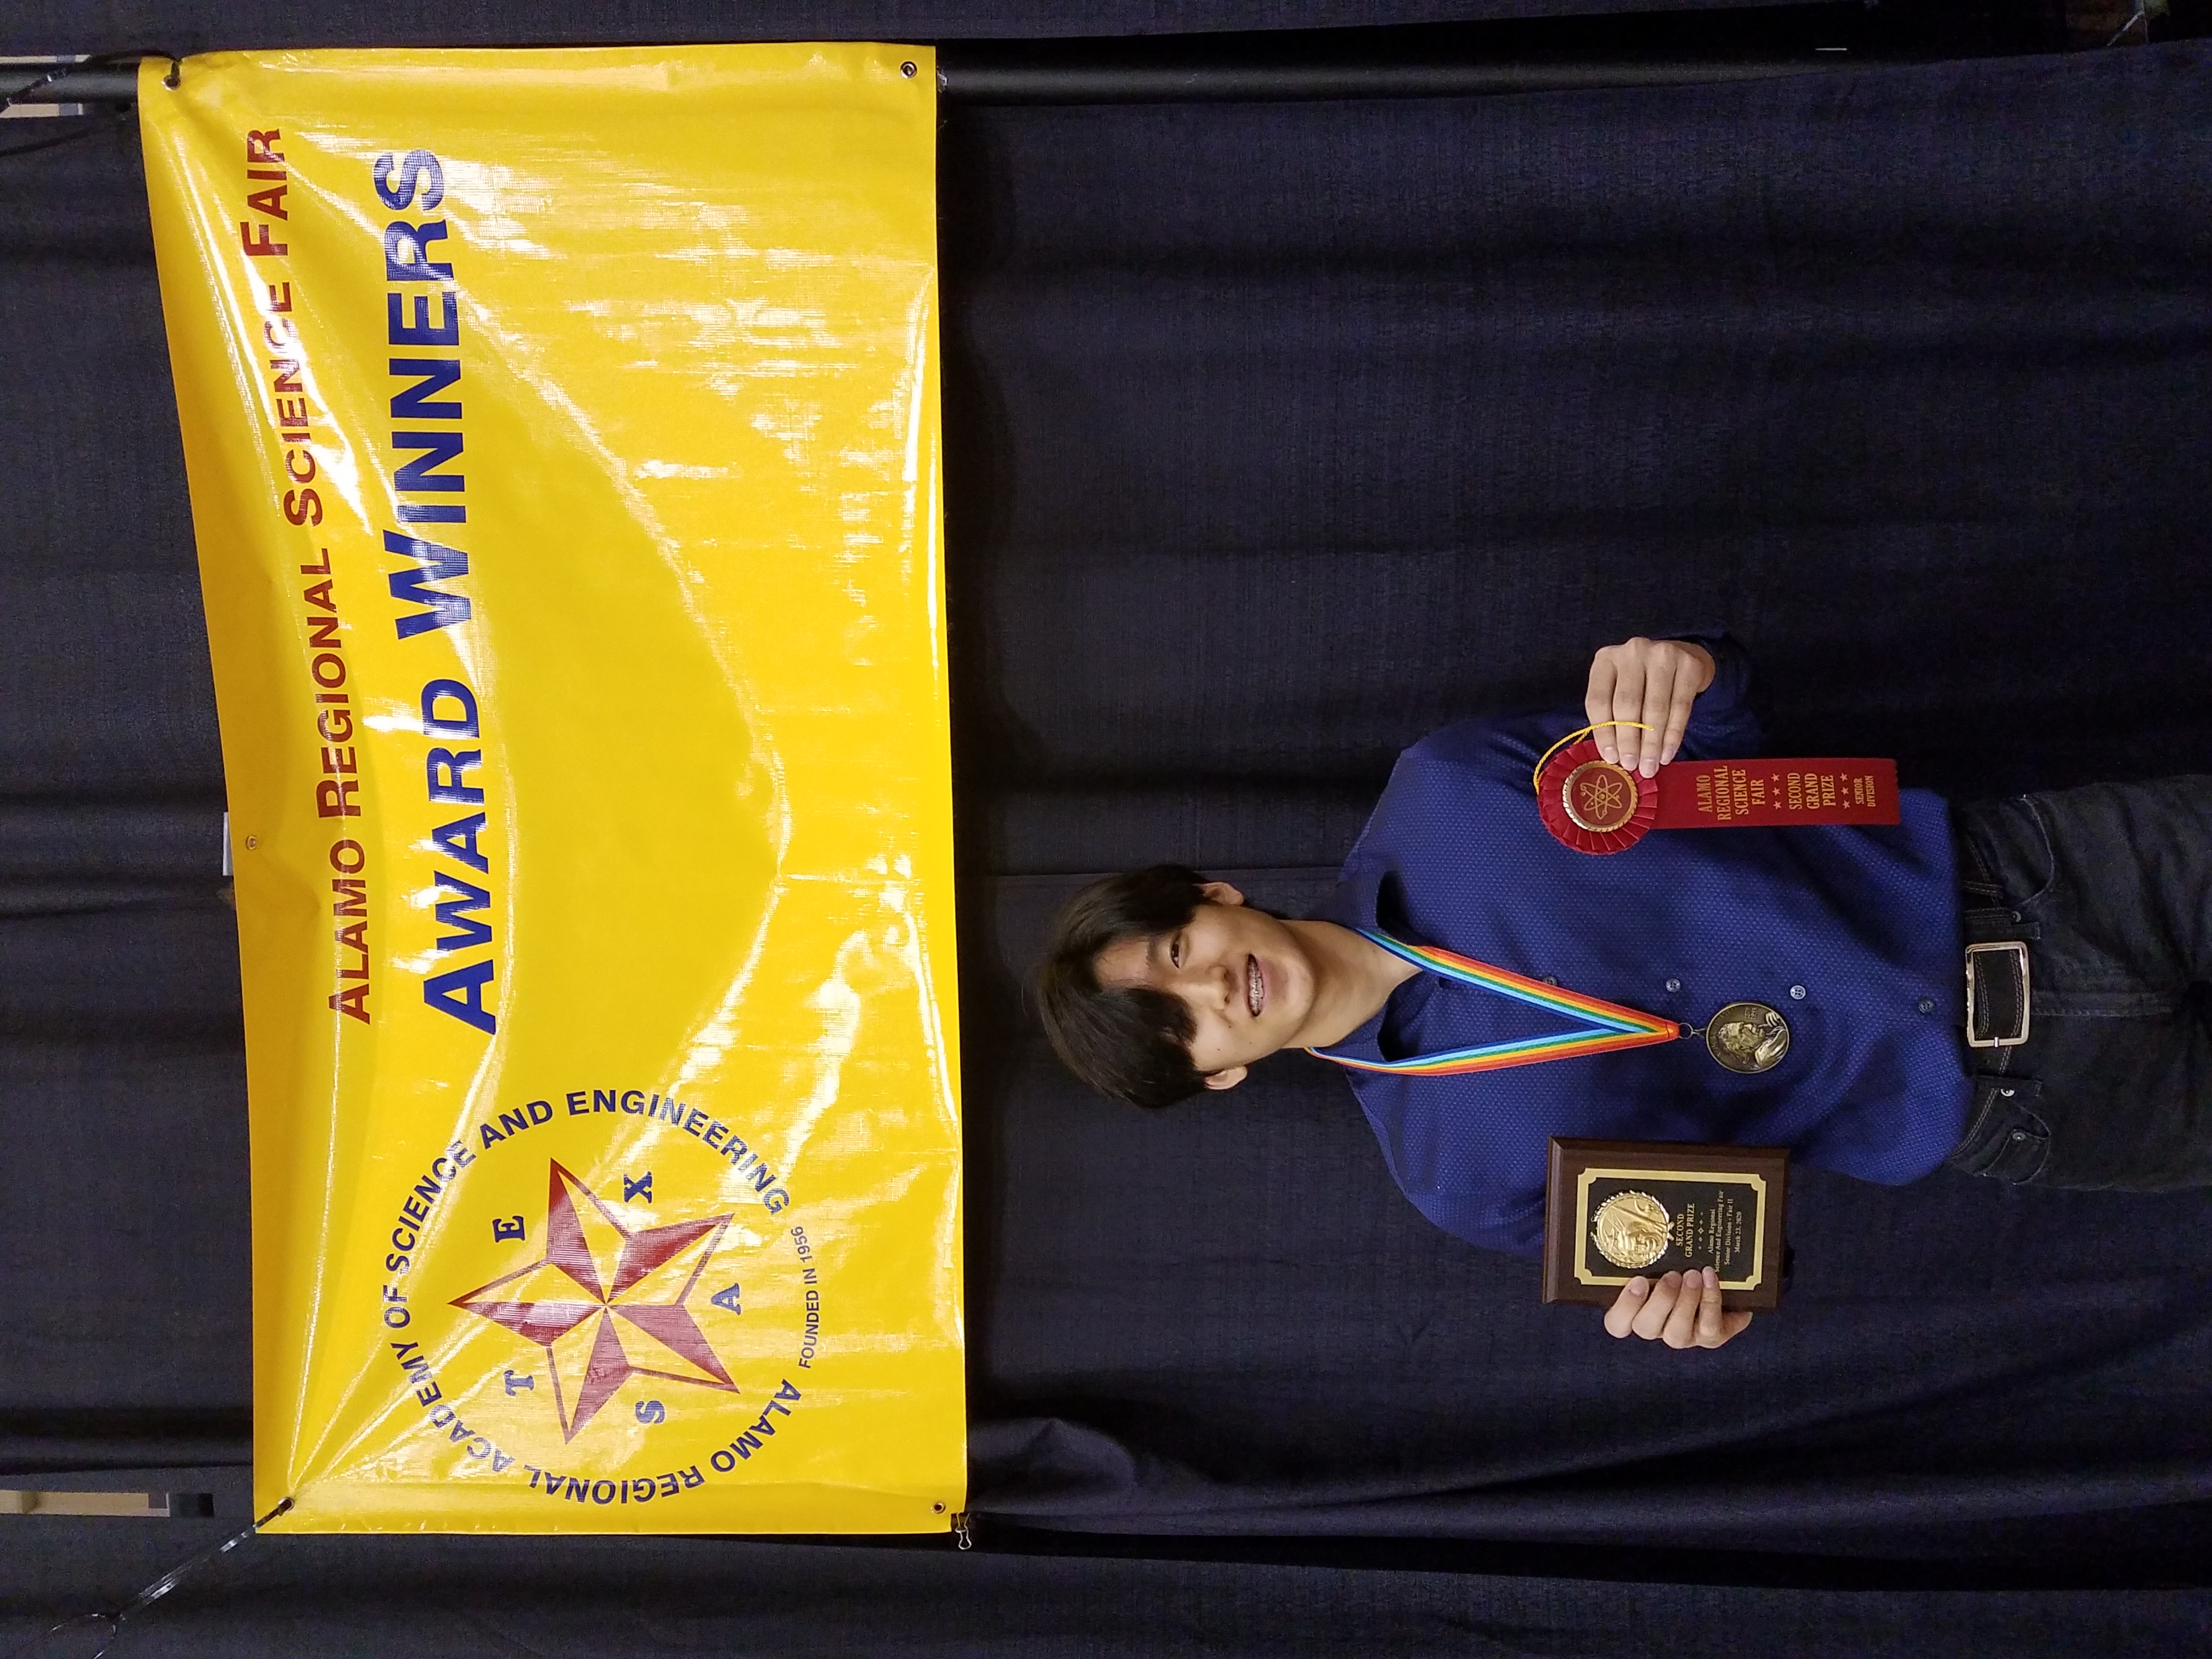 ALAMO REGIONAL SCIENCE FAIR
AWARD WINNERS
ALAMO REGIONAL ACADEMY OF SCIENCE AND ENGINEERING
T E X A S
FOUNDED IN 1956
SECOND
GRAND PRIZE
Alamo Regional
Science And Engineering Fair
Senior Division - Fair II
March 23, 2020
ALAMO
REGIONAL
SCIENCE
FAIR
SECOND
GRAND
PRIZE
SENIOR
DIVISION